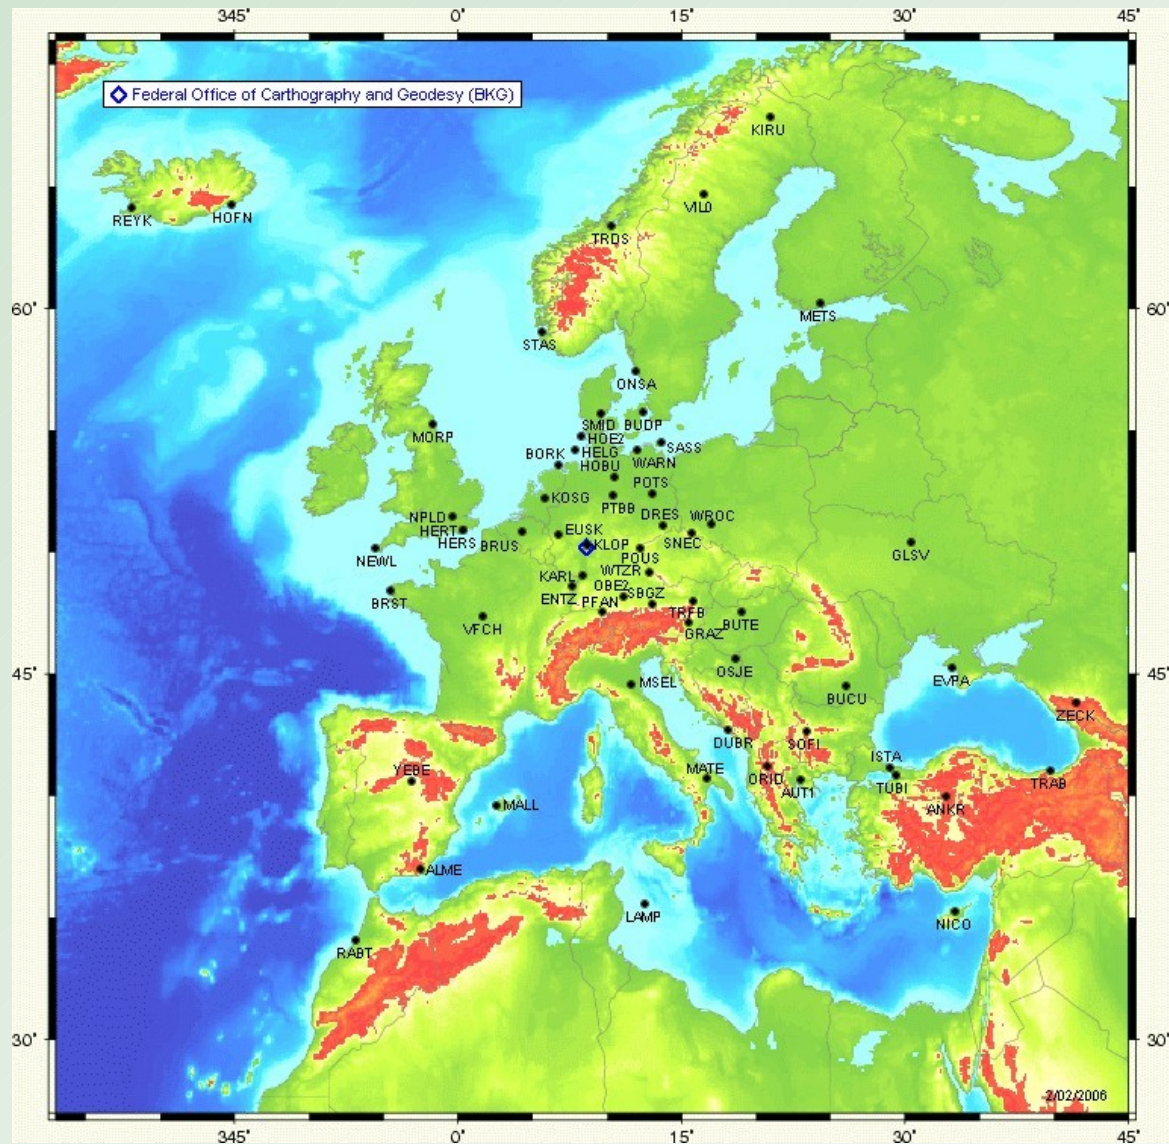 345° 0° 15° 30° 45°
Federal Office of Carthography and Geodesy (BKG)
KIRU
VIL0
REYK HOFN
TRDS
60° 60°
METS
STAS
ONSA
SMID BUDP
MORP
HOE2
SASS
BORK HELG
WARN
HOBU
POTS
KOSG
PTBB
DRES WROC
NPLD
EUSK
HERT
HERS BRUS
KLOP
SNEC
GLSV
NEWL
POUS
WTZR
KARL
OBE2
ENTZ
SBGZ
BRST
PFAN
TRFB
VFCH
BUTE
GRAZ
45° 45°
OSJE
EVPA
MSEL
BUCU
ZECK
DUBR SOFI
ISTA
YEBE MATE ORID
AUT1
TUBI
TRAB
MALL
ANKR
ALME
LAMP
NICO
RABT
30° 30°
2/02/2006
345° 0° 15° 30° 45°